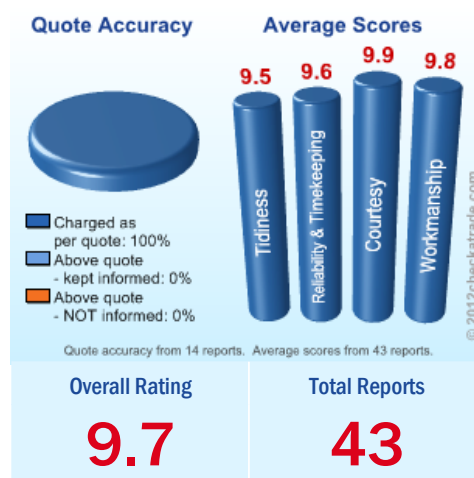 Quote Accuracy
Average Scores
9.5
9.6
9.9
9.8
Tidiness
Reliability & Timekeeping
Courtesy
Workmanship
Charged as
per quote: 100%
Above quote
- kept informed: 0%
Above quote
- NOT informed: 0%
© 2012checkatrade.com
Quote accuracy from 14 reports. Average scores from 43 reports.
Overall Rating
9.7
Total Reports
43